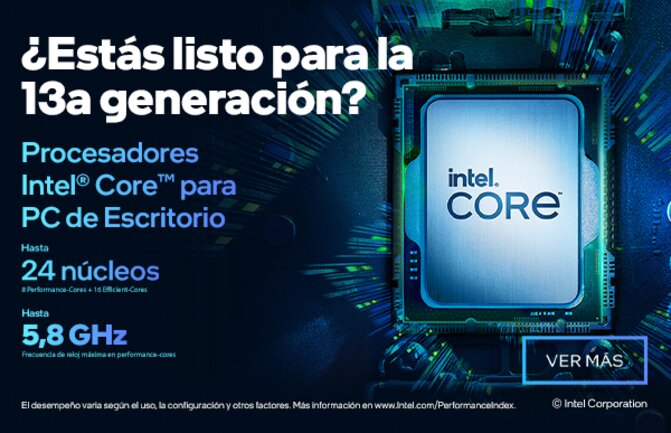 ¿Estás listo para la
13a generación?
Procesadores
Intel® Core™ para
PC de Escritorio
Hasta
24 núcleos
8 Performance-Cores + 16 Efficient-Cores
Hasta
5,8 GHz
Frecuencia de reloj máxima en performance-cores
intel.
CORE™
VER MÁS
El desempeño varía según el uso, la configuración y otros factores. Más información en www.Intel.com/PerformanceIndex.
© Intel Corporation